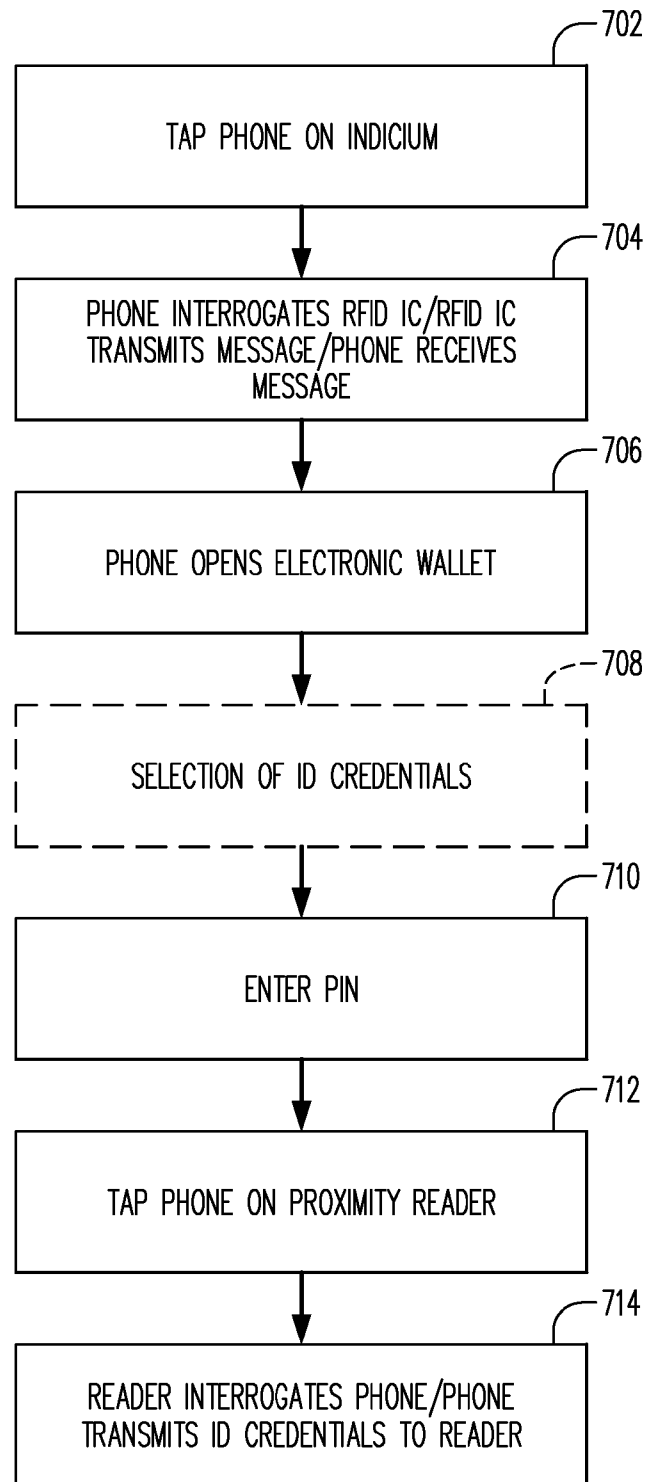 702
TAP PHONE ON INDICIUM
704
PHONE INTERROGATES RFID IC/RFID IC
TRANSMITS MESSAGE/PHONE RECEIVES
MESSAGE
706
PHONE OPENS ELECTRONIC WALLET
708
SELECTION OF ID CREDENTIALS
710
ENTER PIN
712
TAP PHONE ON PROXIMITY READER
714
READER INTERROGATES PHONE/PHONE
TRANSMITS ID CREDENTIALS TO READER